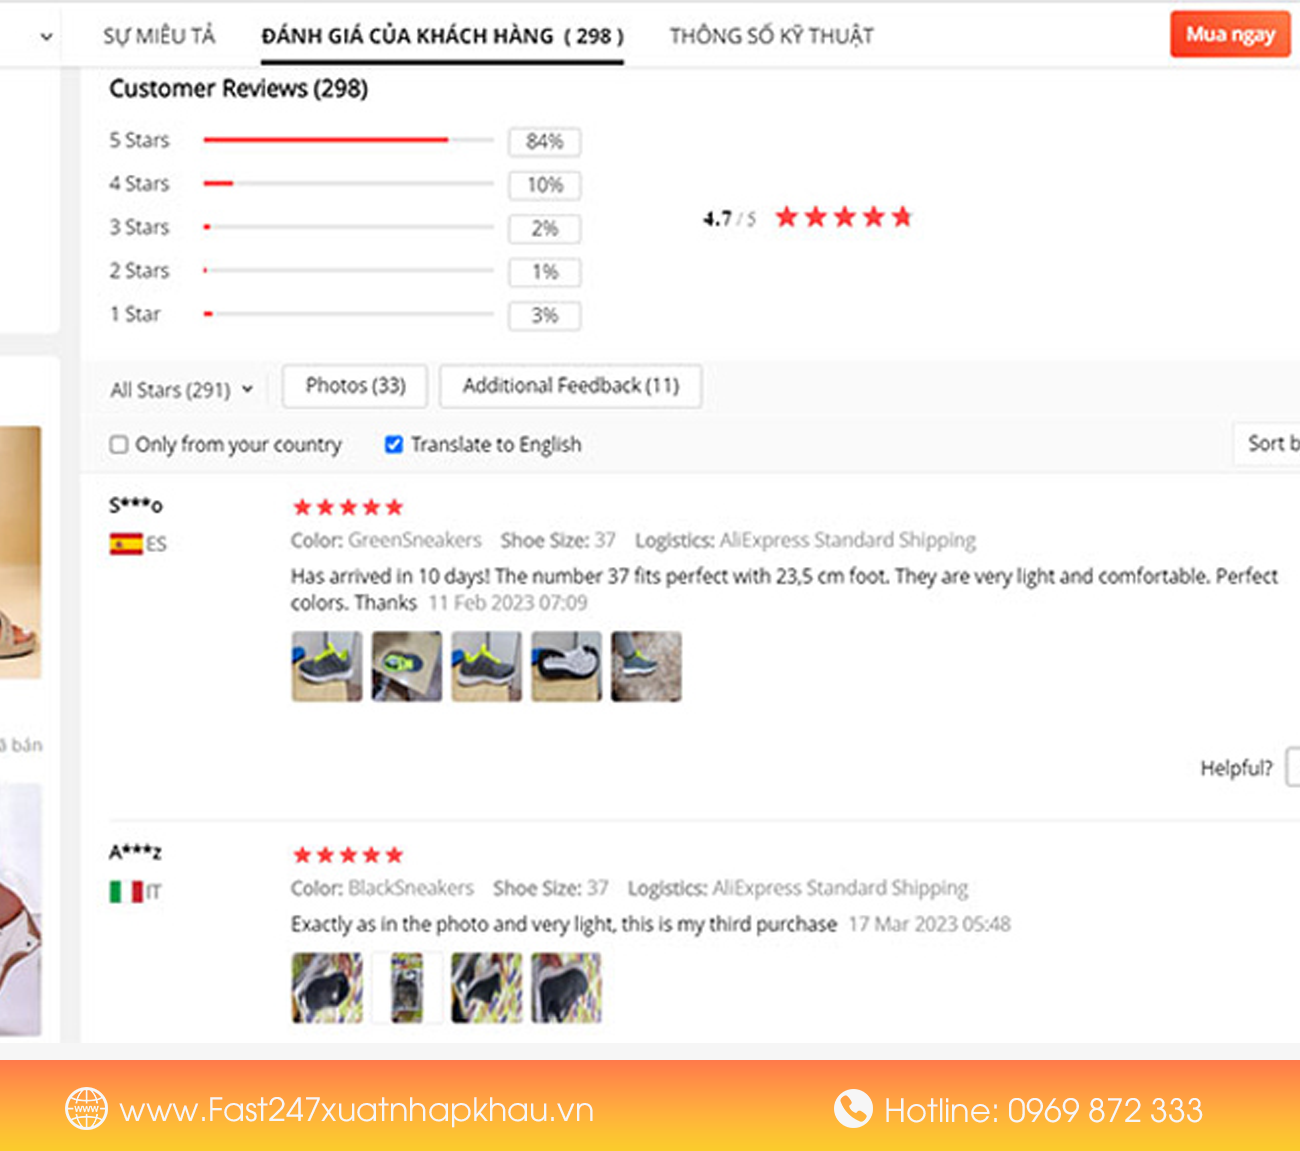 SỰ MIÊU TẢ ĐÁNH GIÁ CỦA KHÁCH HÀNG ( 298 ) THÔNG SỐ KỸ THUẬT Mua ngay
Customer Reviews (298)
5 Stars 84%
4 Stars 10%
4.7 / 5
3 Stars 2%
2 Stars 1%
1 Star 3%
All Stars (291) Photos (33) Additional Feedback (11)
Only from your country Translate to English Sort b
S***o
ES
Color: GreenSneakers Shoe Size: 37 Logistics: AliExpress Standard Shipping
Has arrived in 10 days! The number 37 fits perfect with 23,5 cm foot. They are very light and comfortable. Perfect
colors. Thanks 11 Feb 2023 07:09
bán
Helpful?
A***z
IT
Color: BlackSneakers Shoe Size: 37 Logistics: AliExpress Standard Shipping
Exactly as in the photo and very light, this is my third purchase 17 Mar 2023 05:48
www.Fast247xuatnhapkhau.vn Hotline: 0969 872 333